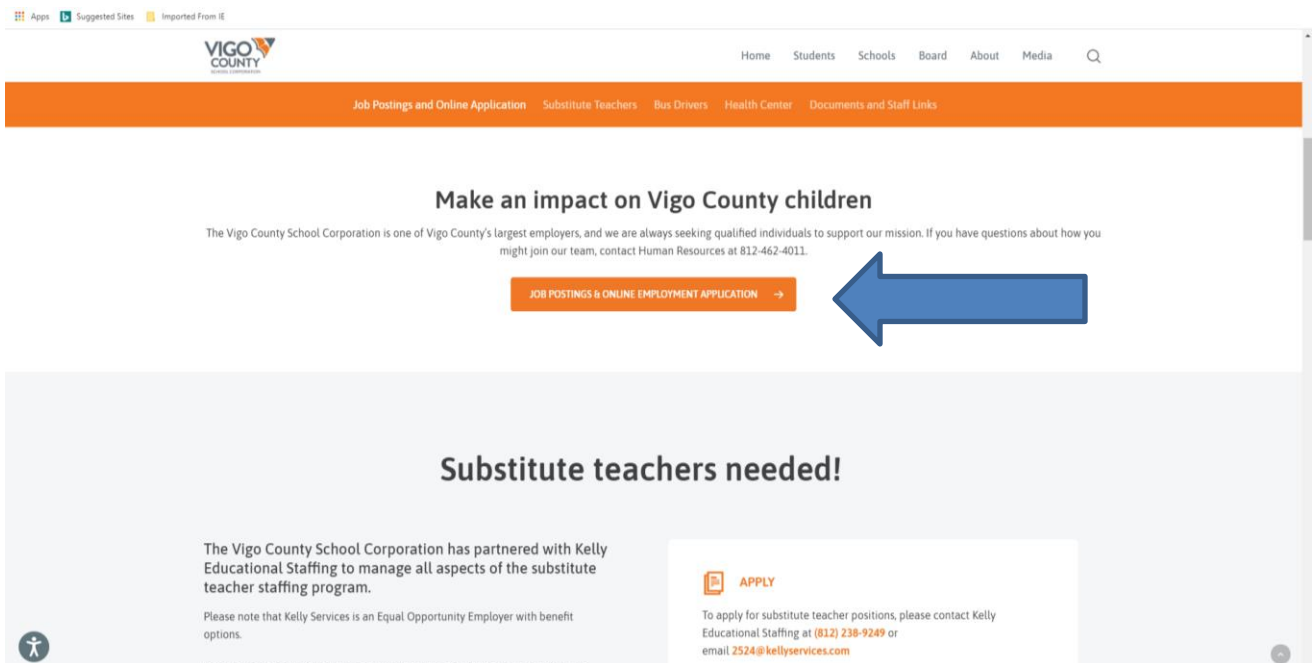 Apps Suggested Sites Imported From IE
VIGO
COUNTY
SCHOOL CORPORATION
Home Students Schools Board About Media
Job Postings and Online Application Substitute Teachers Bus Drivers Health Center Documents and Staff Links
Make an impact on Vigo County children
The Vigo County School Corporation is one of Vigo County's largest employers, and we are always seeking qualified individuals to support our mission. If you have questions about how you
might join our team, contact Human Resources at 812-462-4011.
JOB POSTINGS & ONLINE EMPLOYMENT APPLICATION →
Substitute teachers needed!
The Vigo County School Corporation has partnered with Kelly
Educational Staffing to manage all aspects of the substitute
teacher staffing program.
Please note that Kelly Services is an Equal Opportunity Employer with benefit
options.
APPLY
To apply for substitute teacher positions, please contact Kelly
Educational Staffing at (812) 238-9249 or
email 2524@kellyservices.com